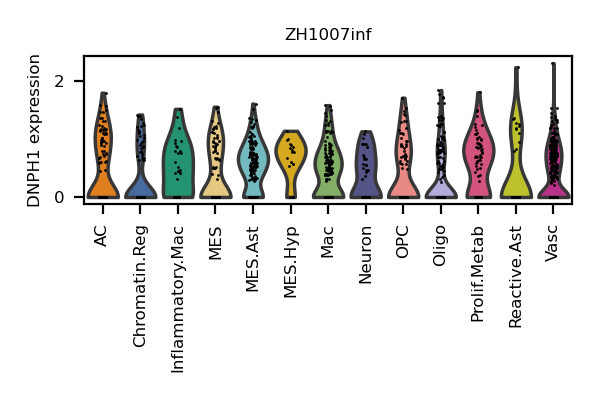 ZH1007inf
DNPH1 expression
2
0
AC
Chromatin.Reg
Inflammatory.Mac
MES
MES.Ast
MES.Hyp
Mac
Neuron
OPC
Oligo
Prolif.Metab
Reactive.Ast
Vasc